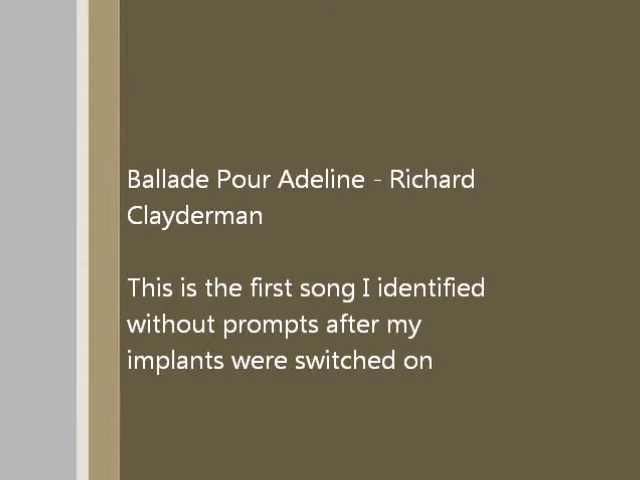 Ballade Pour Adeline - Richard
Clayderman
This is the first song I identified
without prompts after my
implants were switched on